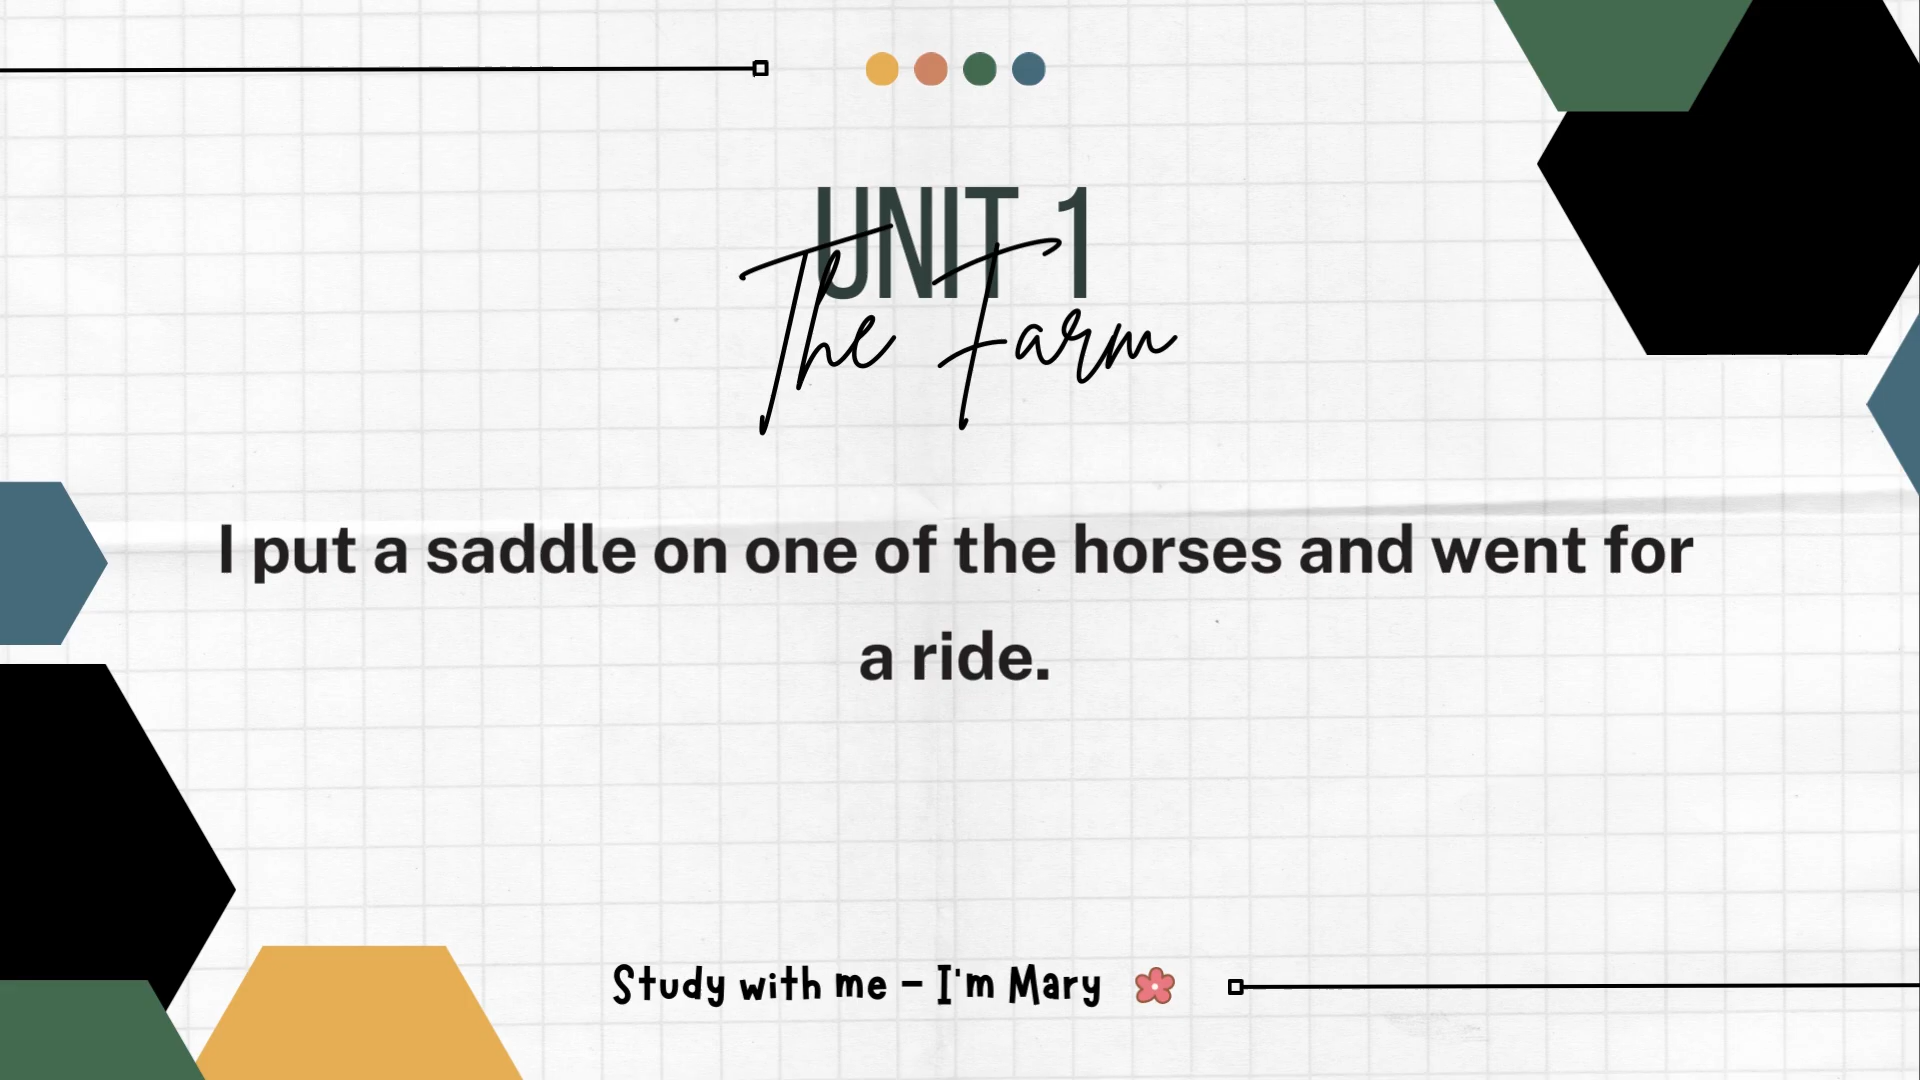 UNIT 1
The Farm
I put a saddle on one of the horses and went for
a ride.
Study with me - I'm Mary